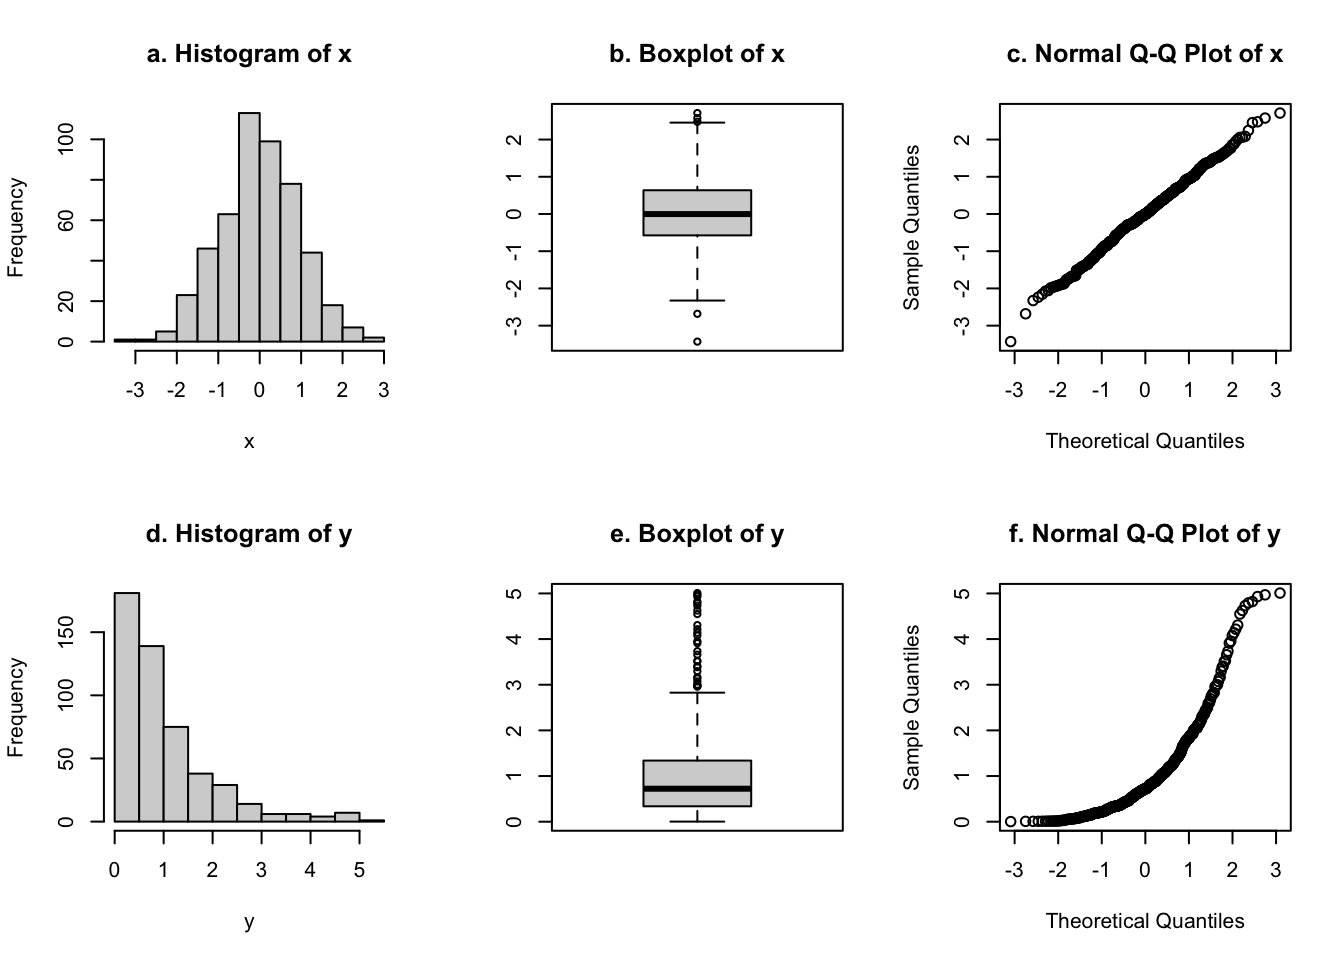 a. Histogram of x
Frequency
0 20 60 100
-3 -2 -1 0 1 2 3
x
b. Boxplot of x
-3 -2 -1 0 1 2
c. Normal Q-Q Plot of x
Sample Quantiles
-3 -2 -1 0 1 2
-3 -2 -1 0 1 2 3
Theoretical Quantiles
d. Histogram of y
Frequency
0 50 100 150
0 1 2 3 4 5
y
e. Boxplot of y
0 1 2 3 4 5
f. Normal Q-Q Plot of y
Sample Quantiles
0 1 2 3 4 5
-3 -2 -1 0 1 2 3
Theoretical Quantiles